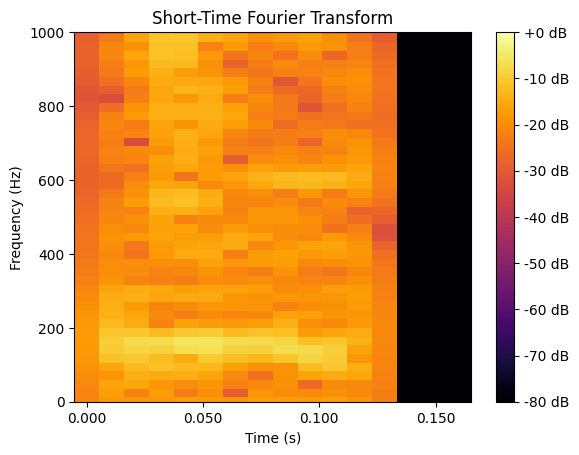 Short-Time Fourier Transform
1000
800
600
400
200
0
Frequency (Hz)
0.000
0.050
0.100
0.150
Time (s)
+0 dB
-10 dB
-20 dB
-30 dB
-40 dB
-50 dB
-60 dB
-70 dB
-80 dB